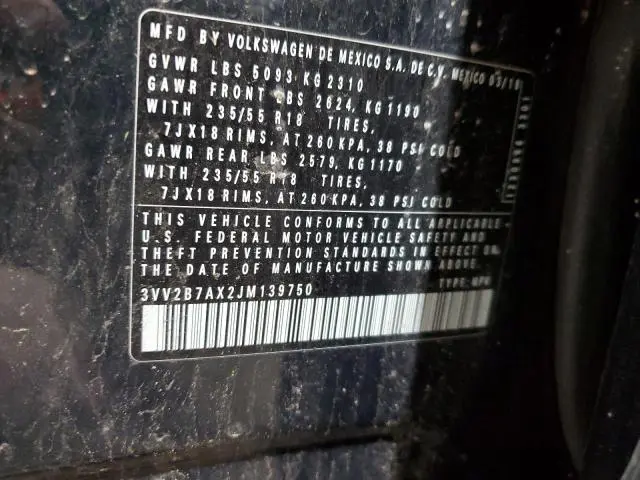 MFD BY VOLKSWAGEN DE MEXICO S.A. DE C.V. MEXICO 03/18
GVWR LBS 5093, KG 2310
GAWR FRONT LBS 2624, KG 1190
WITH 235/55 R18 TIRES,
7JX18 RIMS, AT 260 KPA, 38 PSI COLD
GAWR REAR LBS 2579, KG 1170
WITH 235/55 R18 TIRES,
7JX18 RIMS, AT 260 KPA, 38 PSI COLD
THIS VEHICLE CONFORMS TO ALL APPLICABLE
U.S. FEDERAL MOTOR VEHICLE SAFETY AND
THEFT PREVENTION STANDARDS IN EFFECT ON
THE DATE OF MANUFACTURE SHOWN ABOVE.
3VV2B7AX2JM139750 TYPE: MPV